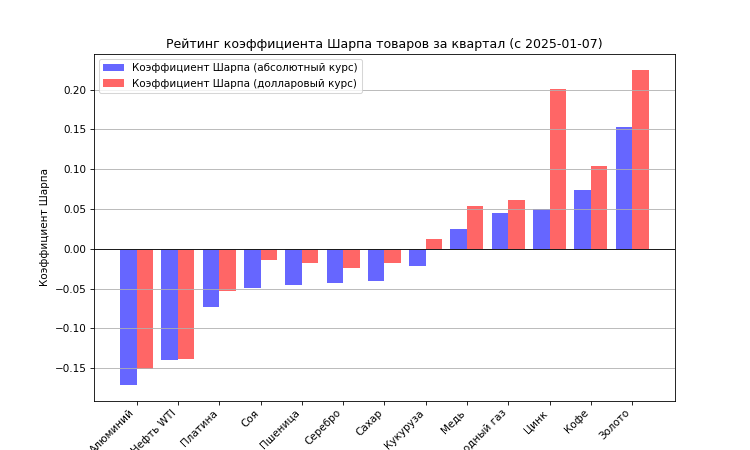 Рейтинг коэффициента Шарпа товаров за квартал (с 2025-01-07)
Коэффициент Шарпа (абсолютный курс)
Коэффициент Шарпа (долларовый курс)
Коэффициент Шарпа
0.20
0.15
0.10
0.05
0.00
−0.05
−0.10
−0.15
Алюминий
Нефть WTI
Платина
Соя
Пшеница
Серебро
Сахар
Кукуруза
Медь
газ
Цинк
Кофе
Золото